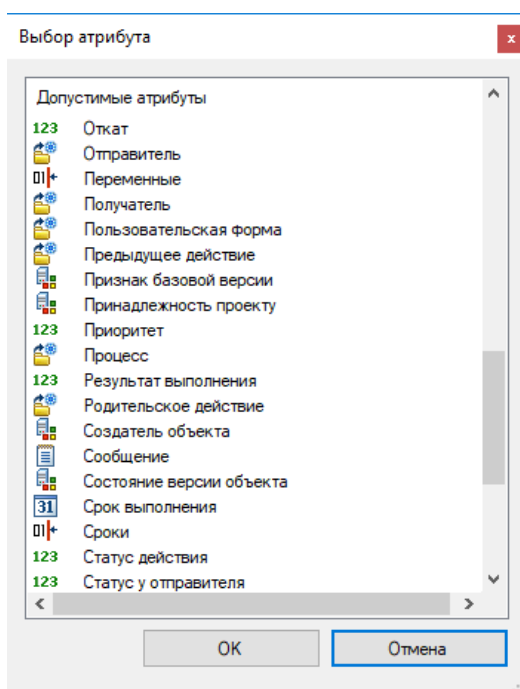 Выбор атрибута
x
Допустимые атрибуты
123 Откат
Отправитель
Переменные
Получатель
Пользовательская форма
Предыдущее действие
Признак базовой версии
Принадлежность проекту
123 Приоритет
Процесс
123 Результат выполнения
Родительское действие
Создатель объекта
Сообщение
Состояние версии объекта
31 Срок выполнения
Сроки
123 Статус действия
123 Статус у отправителя
OK Отмена